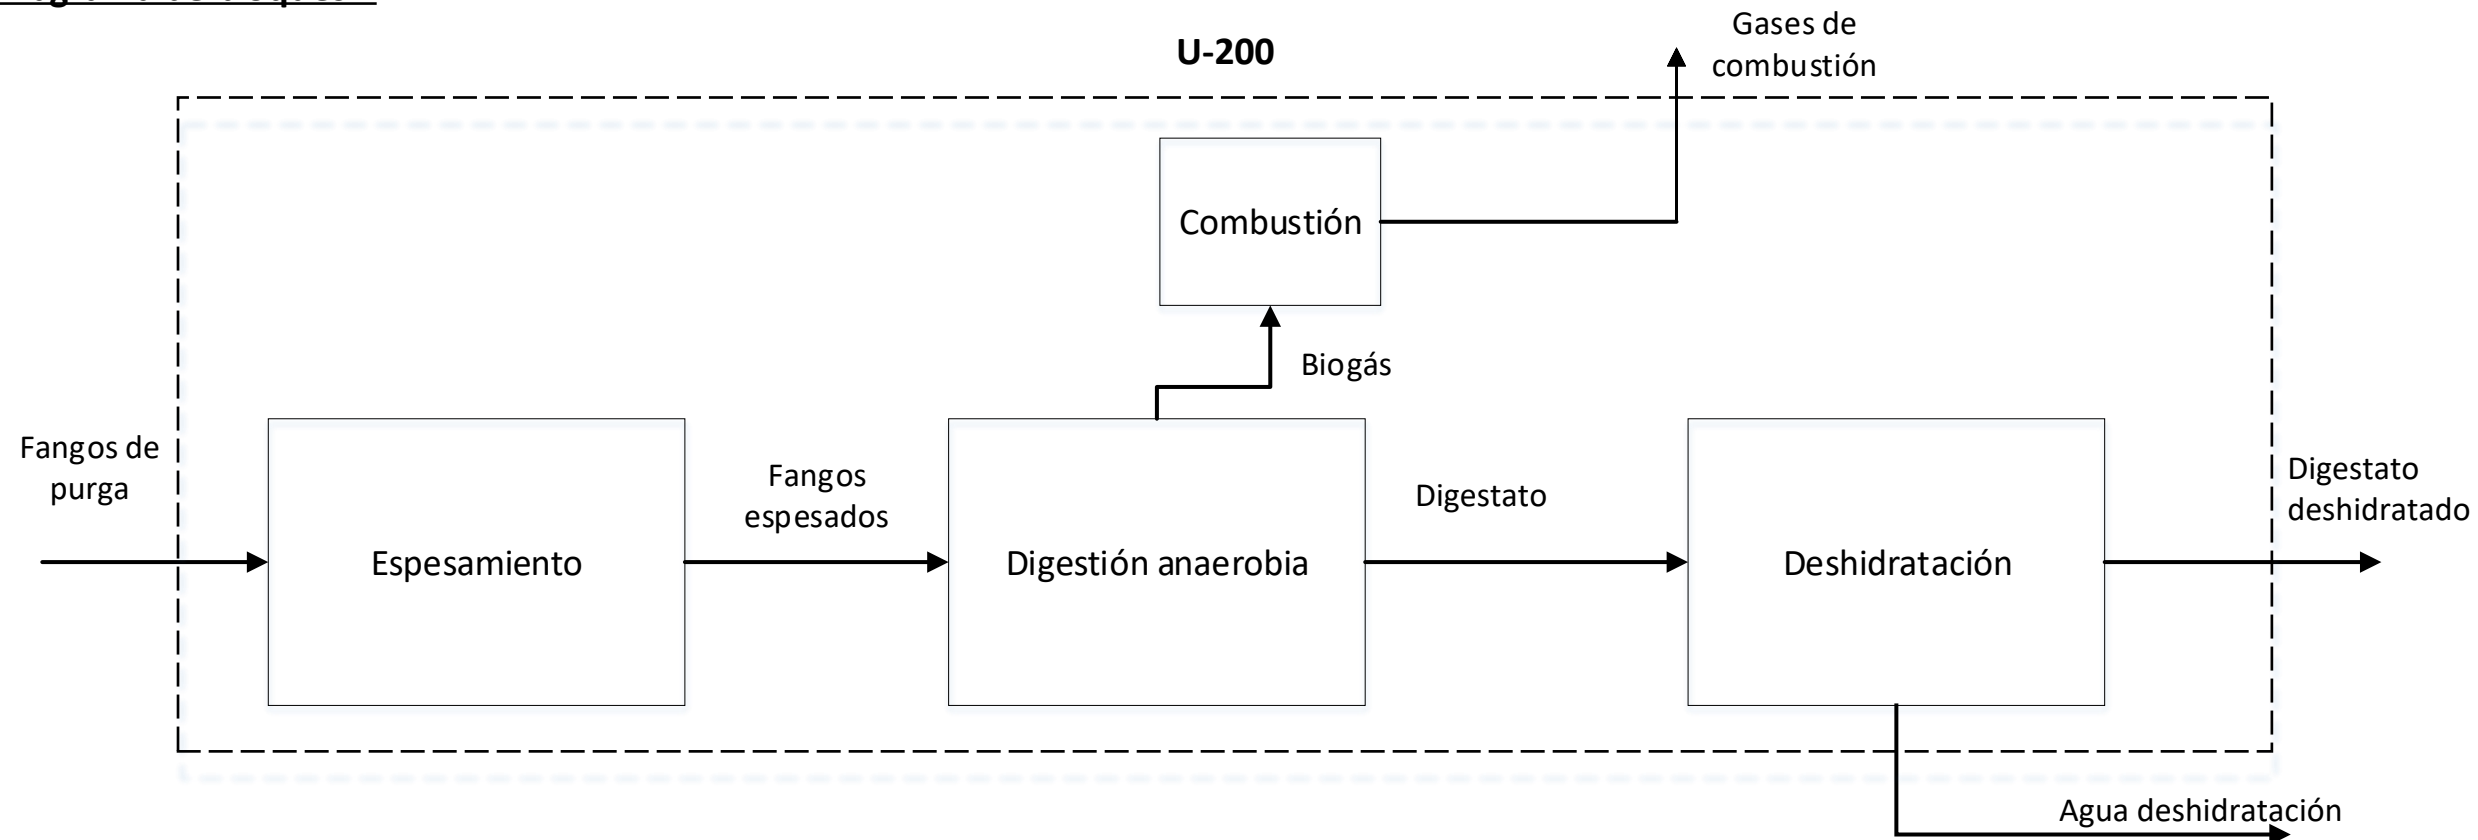 U-200
Gases de
combustión
Combustión
Biogás
Fangos de
purga
Espesamiento
Fangos
espesados
Digestión anaerobia
Digestato
Deshidratación
Digestato
deshidratado
Agua deshidratación